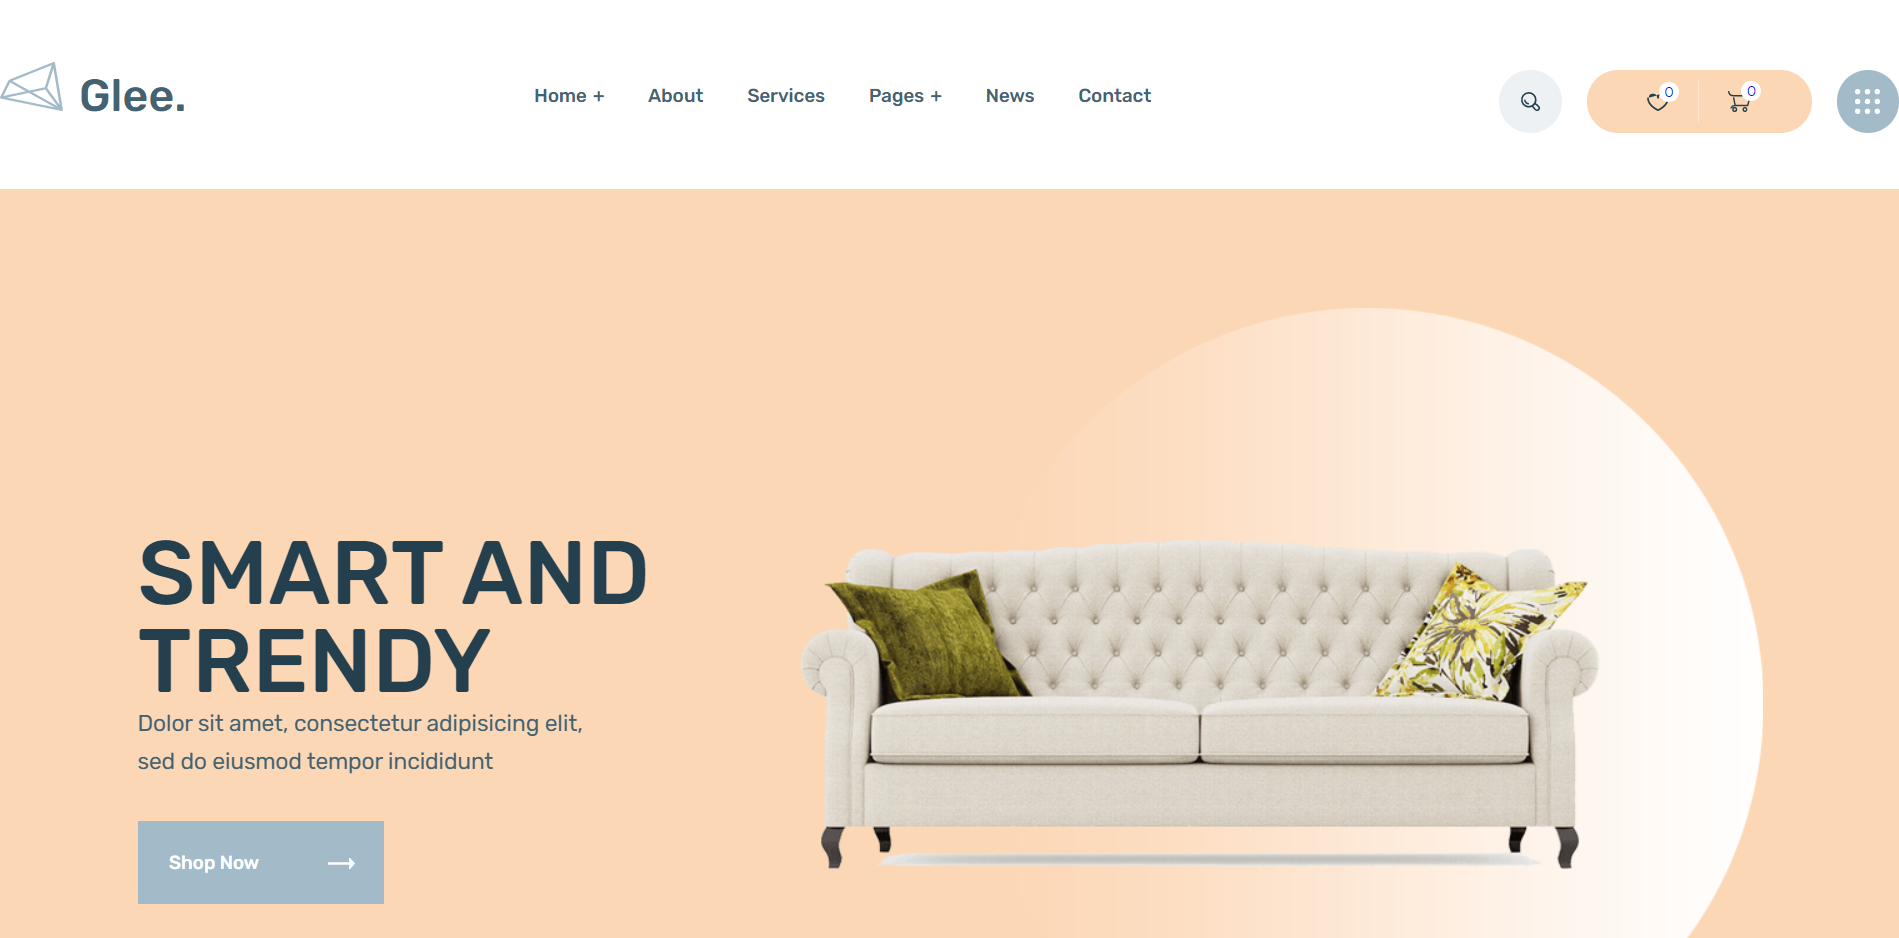 Glee.
Home +
About
Services
Pages +
News
Contact
0
0
SMART AND
TRENDY
Dolor sit amet, consectetur adipisicing elit,
sed do eiusmod tempor incididunt
Shop Now